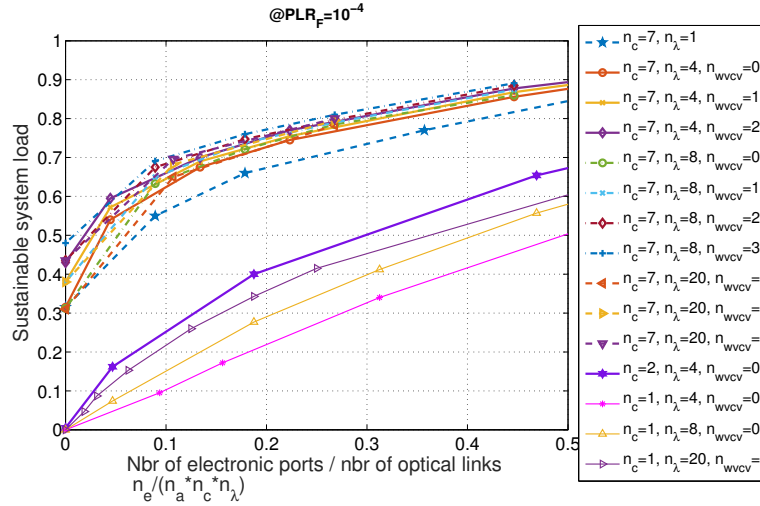 @PLR_F=10^-4
Sustainable system load
1
0.9
0.8
0.7
0.6
0.5
0.4
0.3
0.2
0.1
0
0
0.1
0.2
0.3
0.4
0.5
Nbr of electronic ports / nbr of optical links
n_e/(n_a*n_c*n_λ)
n_c=7, n_λ=1
n_c=7, n_λ=4, n_wvcv=0
n_c=7, n_λ=4, n_wvcv=1
n_c=7, n_λ=4, n_wvcv=2
n_c=7, n_λ=8, n_wvcv=0
n_c=7, n_λ=8, n_wvcv=1
n_c=7, n_λ=8, n_wvcv=2
n_c=7, n_λ=8, n_wvcv=3
n_c=7, n_λ=20, n_wvcv=
n_c=7, n_λ=20, n_wvcv=
n_c=7, n_λ=20, n_wvcv=
n_c=2, n_λ=4, n_wvcv=0
n_c=1, n_λ=4, n_wvcv=0
n_c=1, n_λ=8, n_wvcv=0
n_c=1, n_λ=20, n_wvcv=